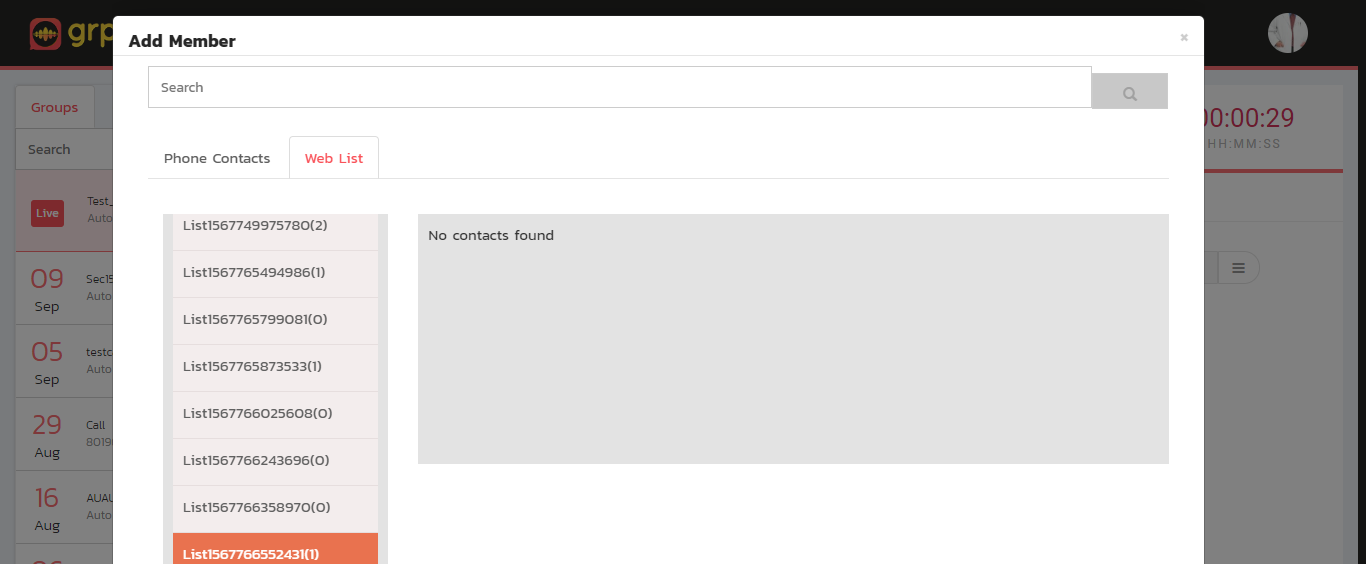 grp
Add Member
×
Search
Groups
00:00:29
Phone Contacts
Web List
Search
HH:MM:SS
Live
Test_
Auto
List1567749975780(2)
No contacts found
List1567765494986(1)
09
Sep
Sec15
Auto
List1567765799081(0)
05
Sep
testc
Auto
List1567765873533(1)
List1567766025608(0)
29
Aug
Call
8019
List1567766243696(0)
16
Aug
AUAU
Auto
List1567766358970(0)
List1567766552431(1)